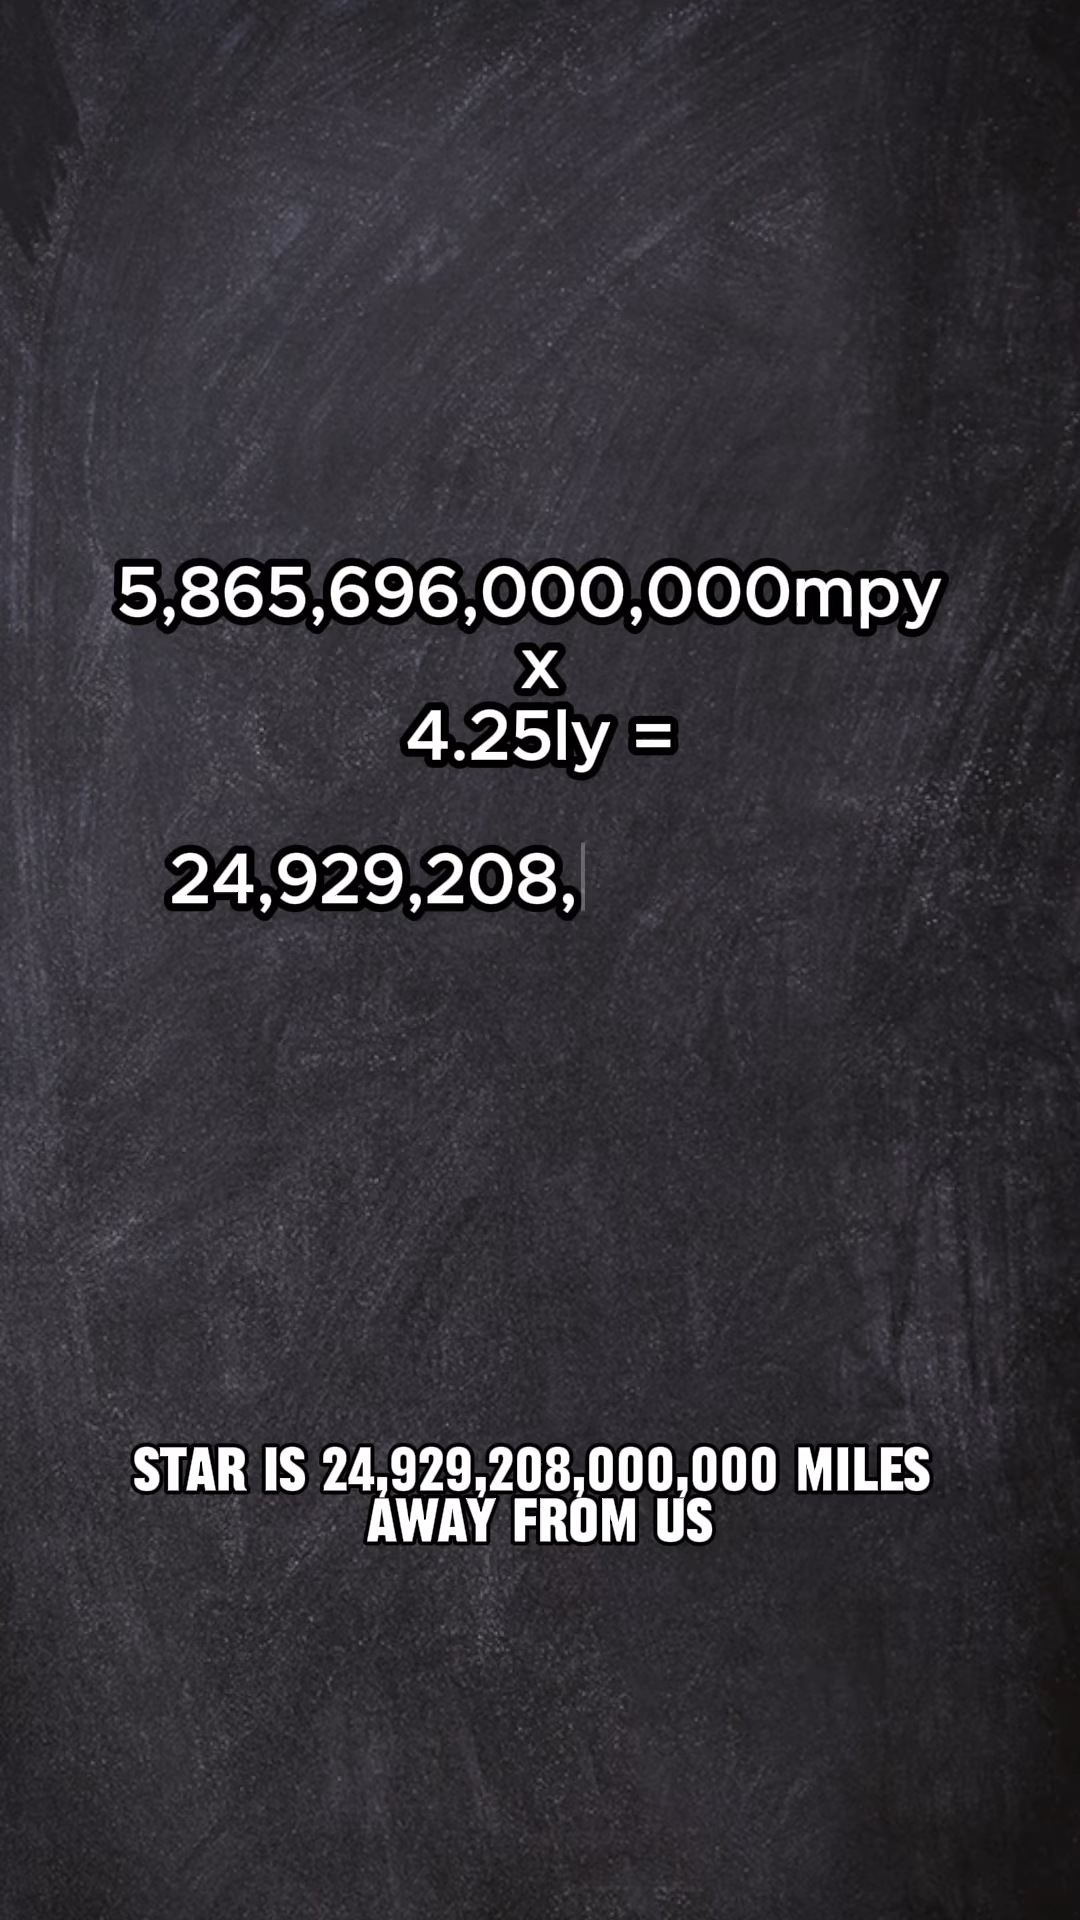 5,865,696,000,000mpy
x
4.25ly =
24,929,208,
STAR IS 24,929,208,000,000 MILES
AWAY FROM US